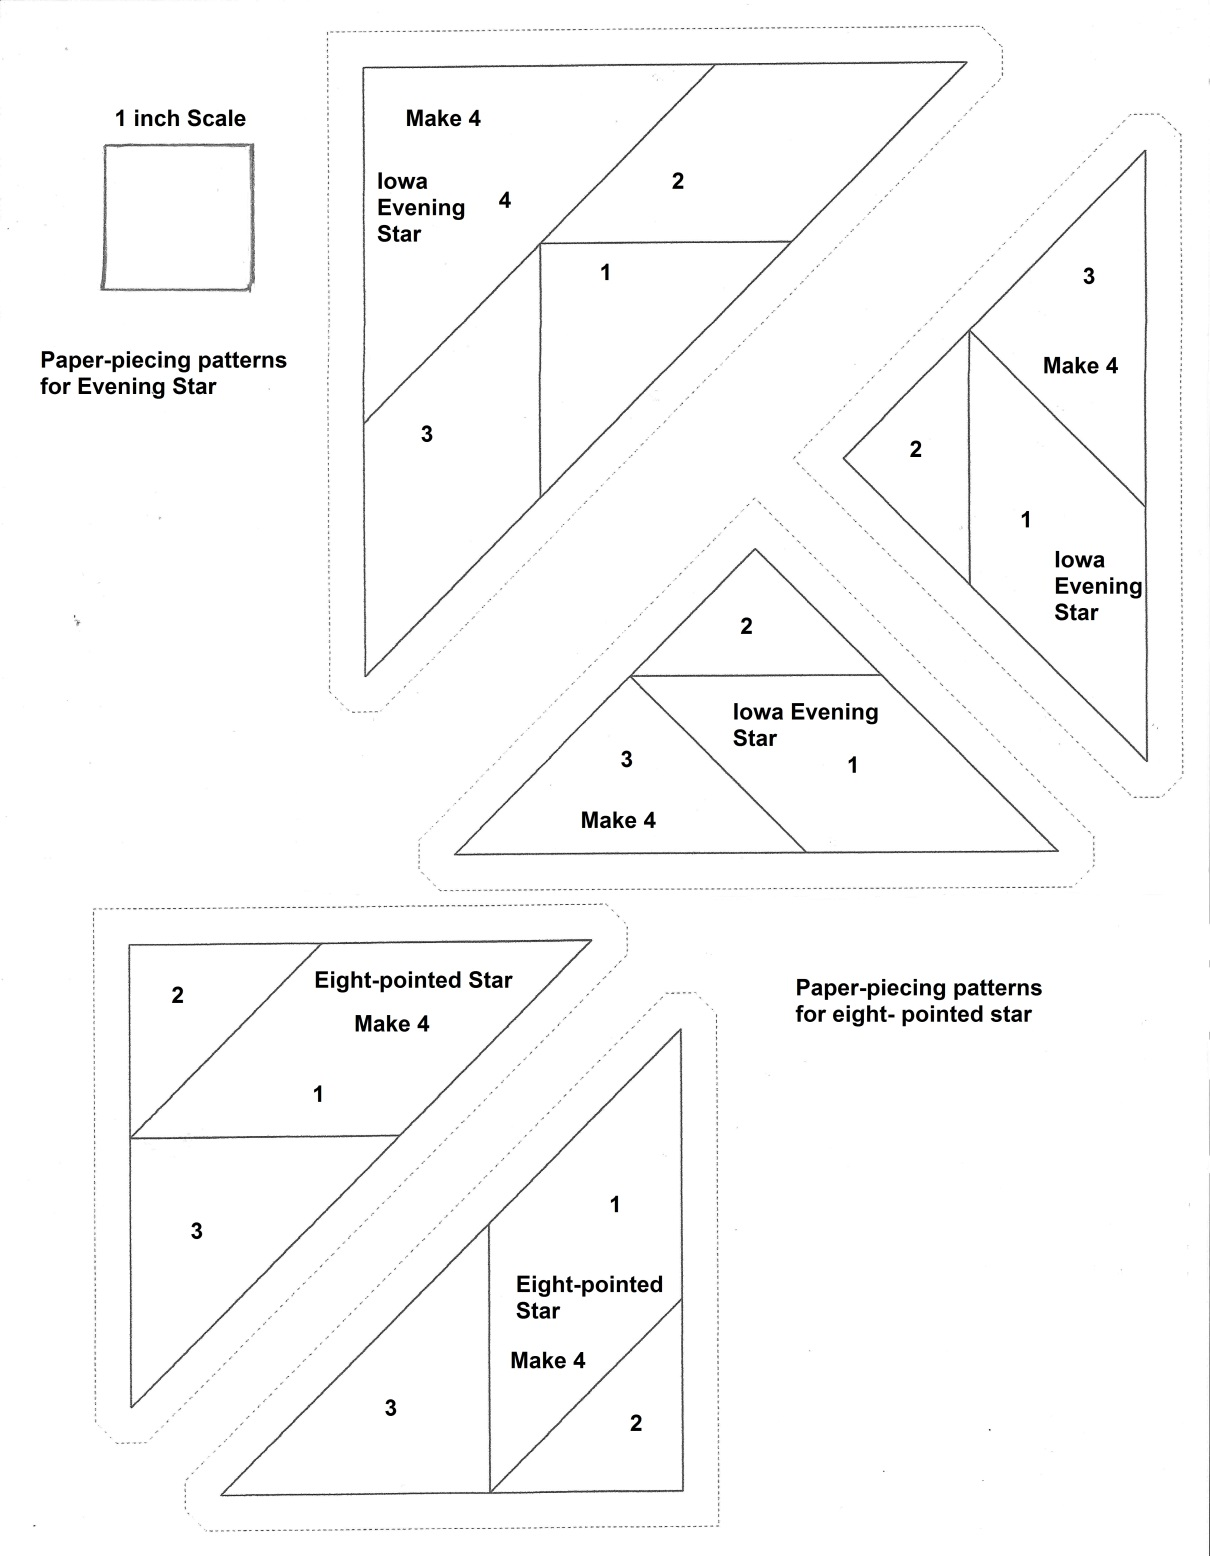 1 inch Scale
Paper-piecing patterns
for Evening Star
Make 4
Iowa
Evening
Star
4
2
1
3
3
Make 4
2
1
Iowa
Evening
Star
2
Iowa Evening
Star
3
1
Make 4
2
Eight-pointed Star
Make 4
1
3
Paper-piecing patterns
for eight- pointed star
1
Eight-pointed
Star
Make 4
3
2